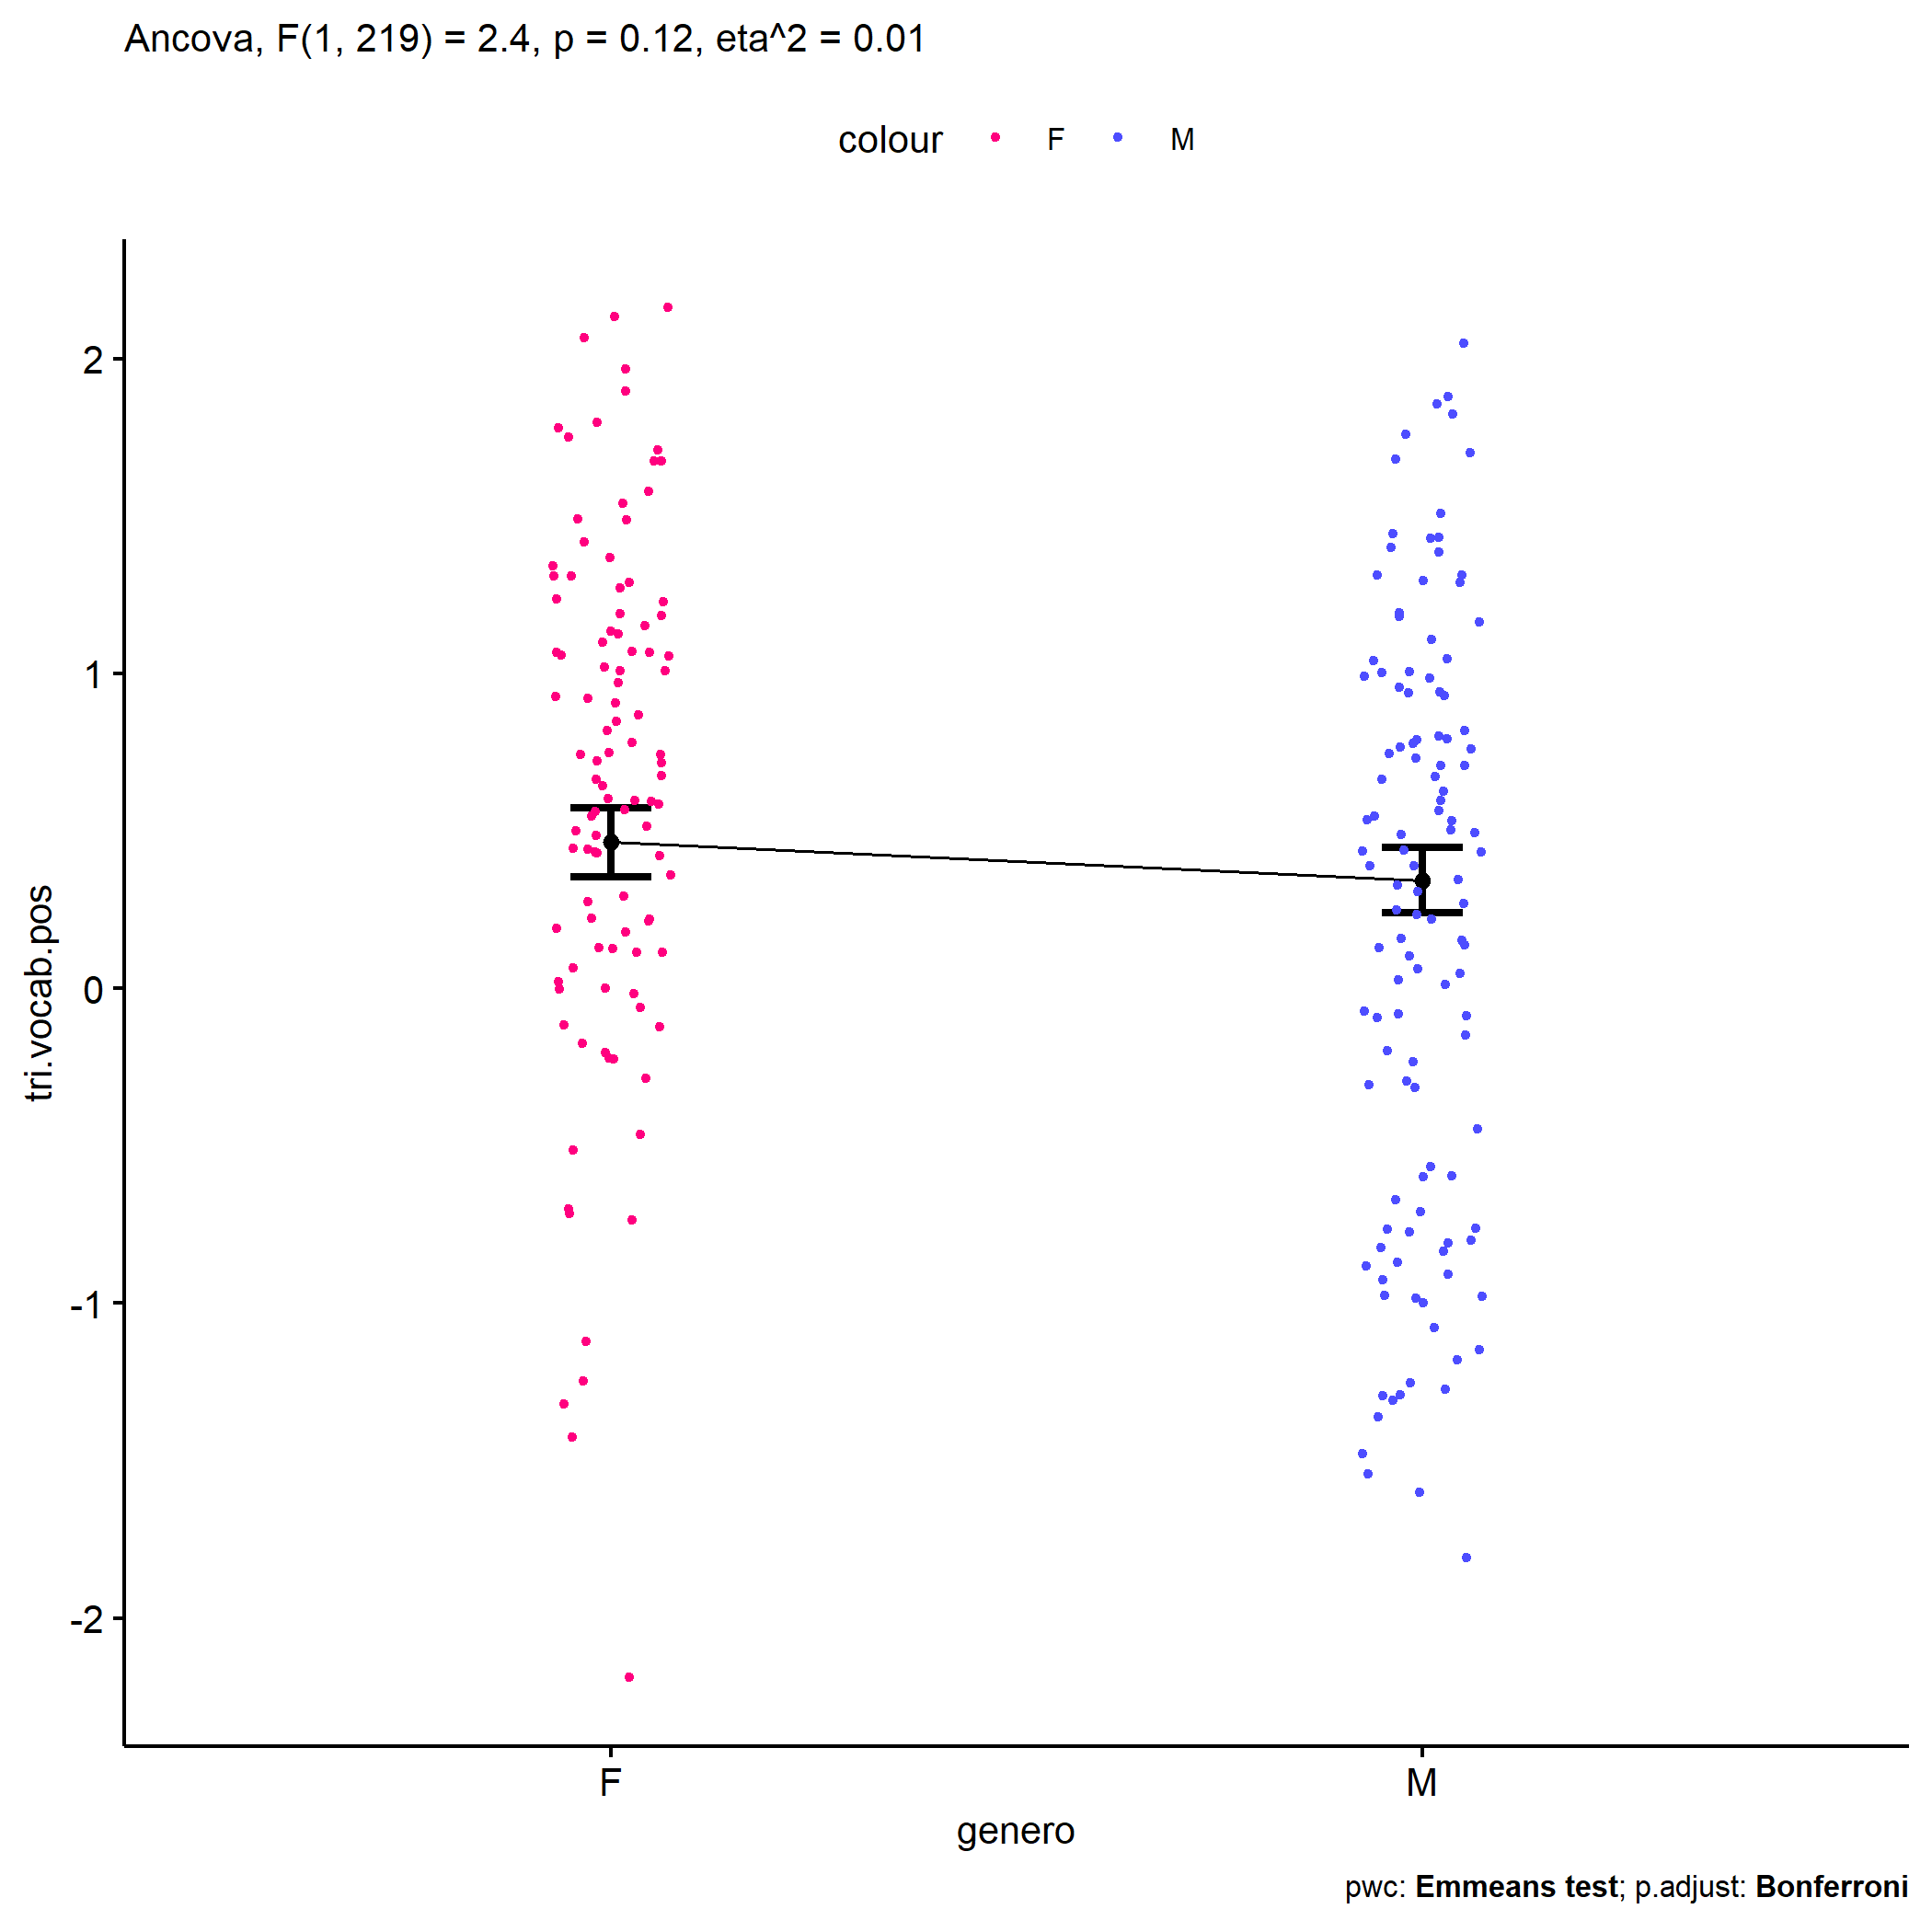 Ancova, F(1, 219) = 2.4, p = 0.12, eta^2 = 0.01
colour F M
tri.vocab.pos
2
1
0
-1
-2
F M
genero
pwc: Emmeans test; p.adjust: Bonferroni